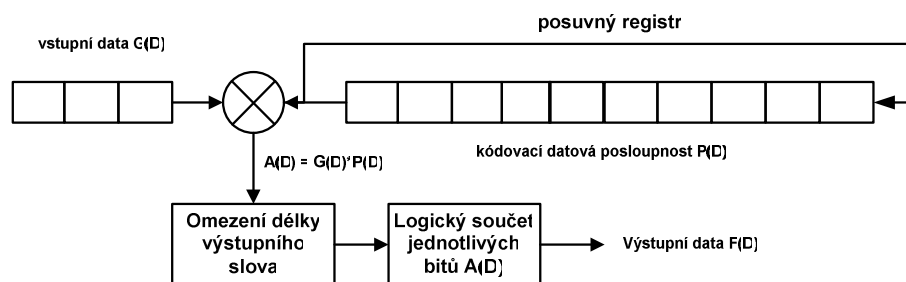 posuvný registr
vstupní data G(D)
kódovací datová posloupnost P(D)
A(D) = G(D)*P(D)
Omezení délky
výstupního
slova
Logický součet
jednotlivých
bitů A(D)
Výstupní data F(D)